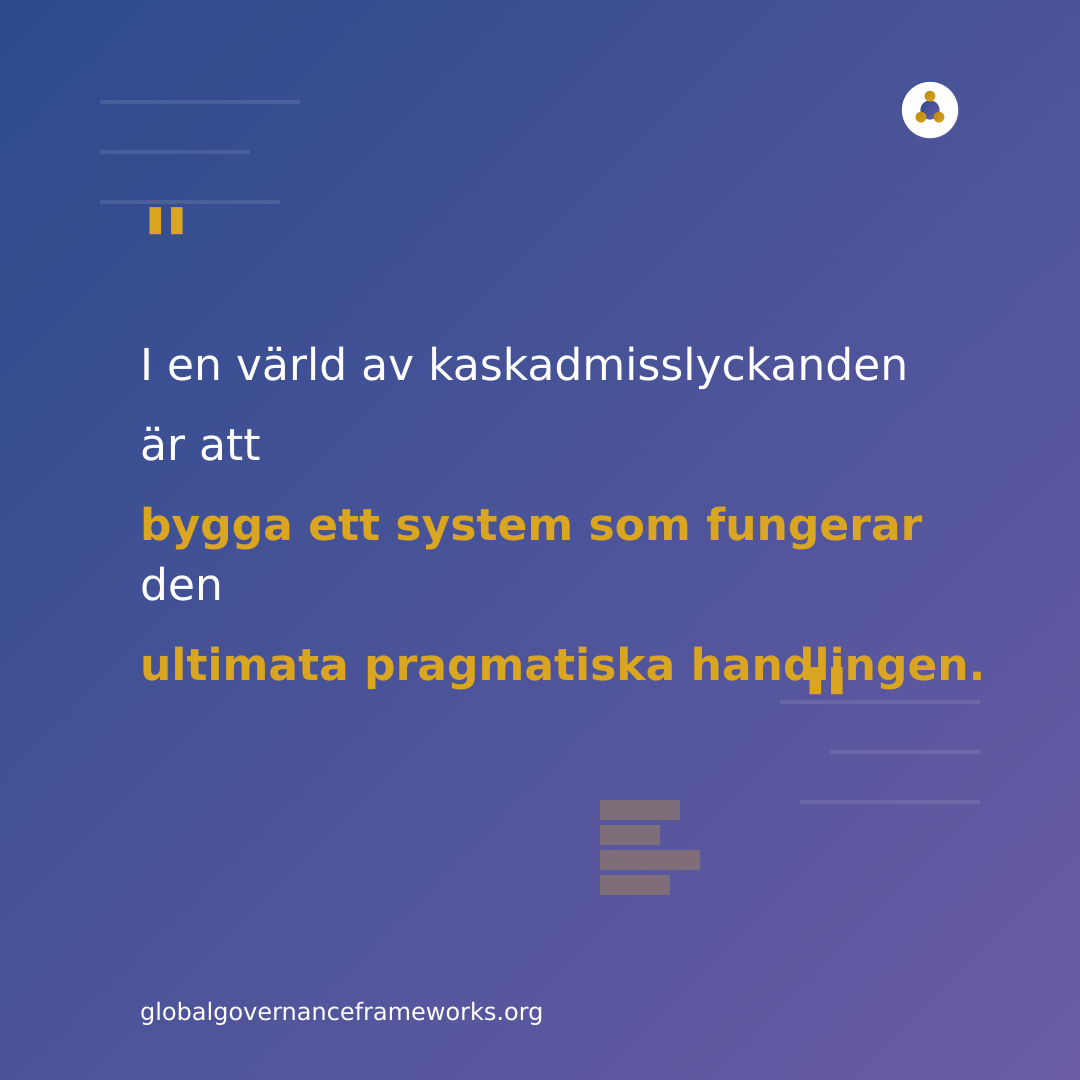 "
I en värld av kaskadmisslyckanden
är att
bygga ett system som fungerar
den
ultimata pragmatiska handlingen.
"
globalgovernanceframeworks.org